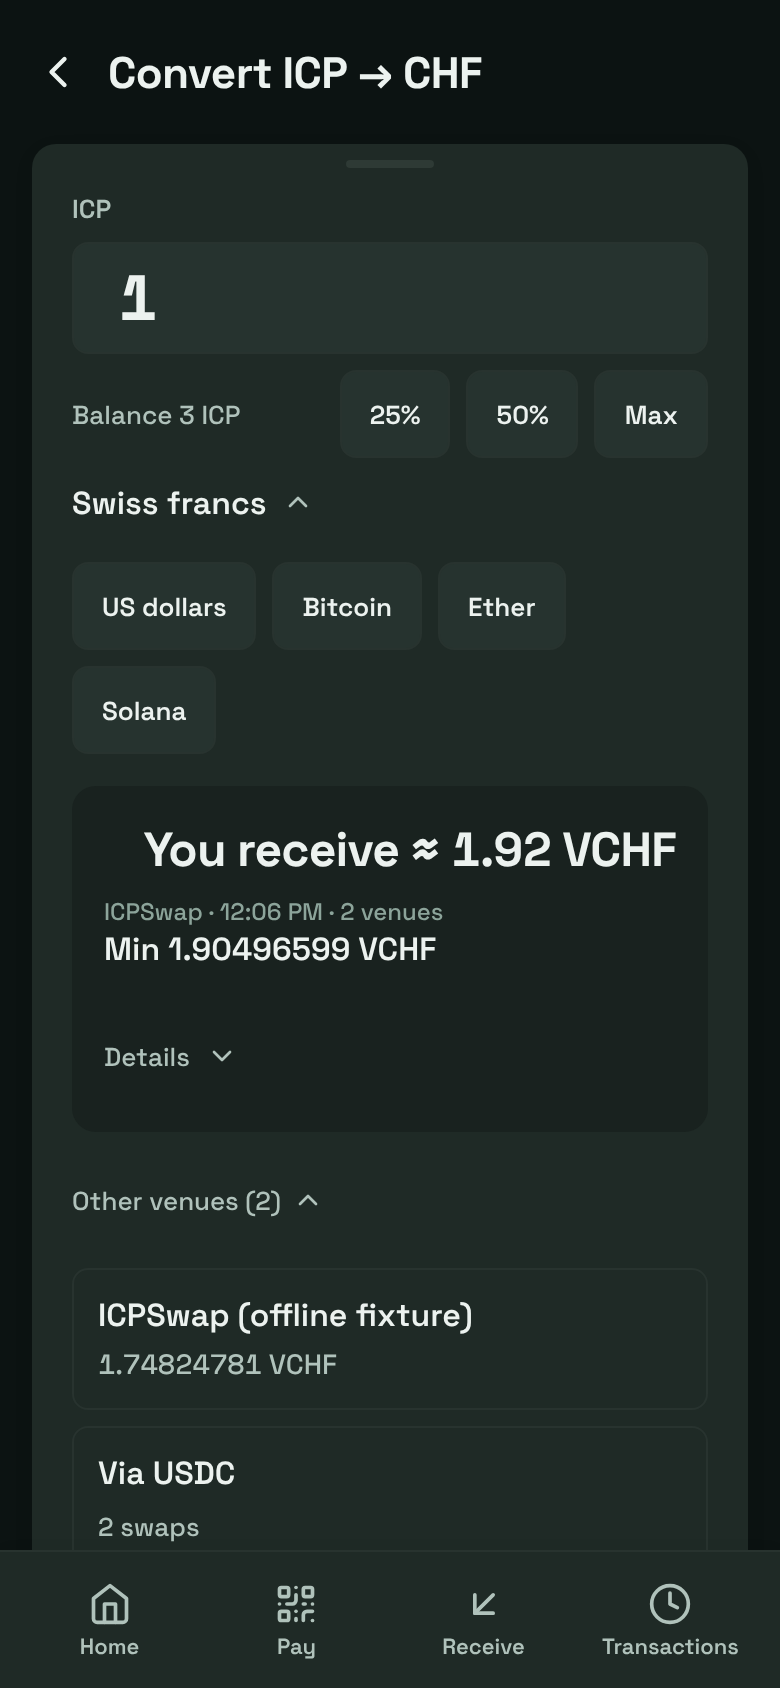 Convert ICP → CHF
ICP
1
Balance 3 ICP
25%
50%
Max
Swiss francs
US dollars
Bitcoin
Ether
Solana
You receive ≈ 1.92 VCHF
ICPSwap · 12:06 PM · 2 venues
Min 1.90496599 VCHF
Details
Other venues (2)
ICPSwap (offline fixture)
1.74824781 VCHF
Via USDC
2 swaps
Home
Pay
Receive
Transactions